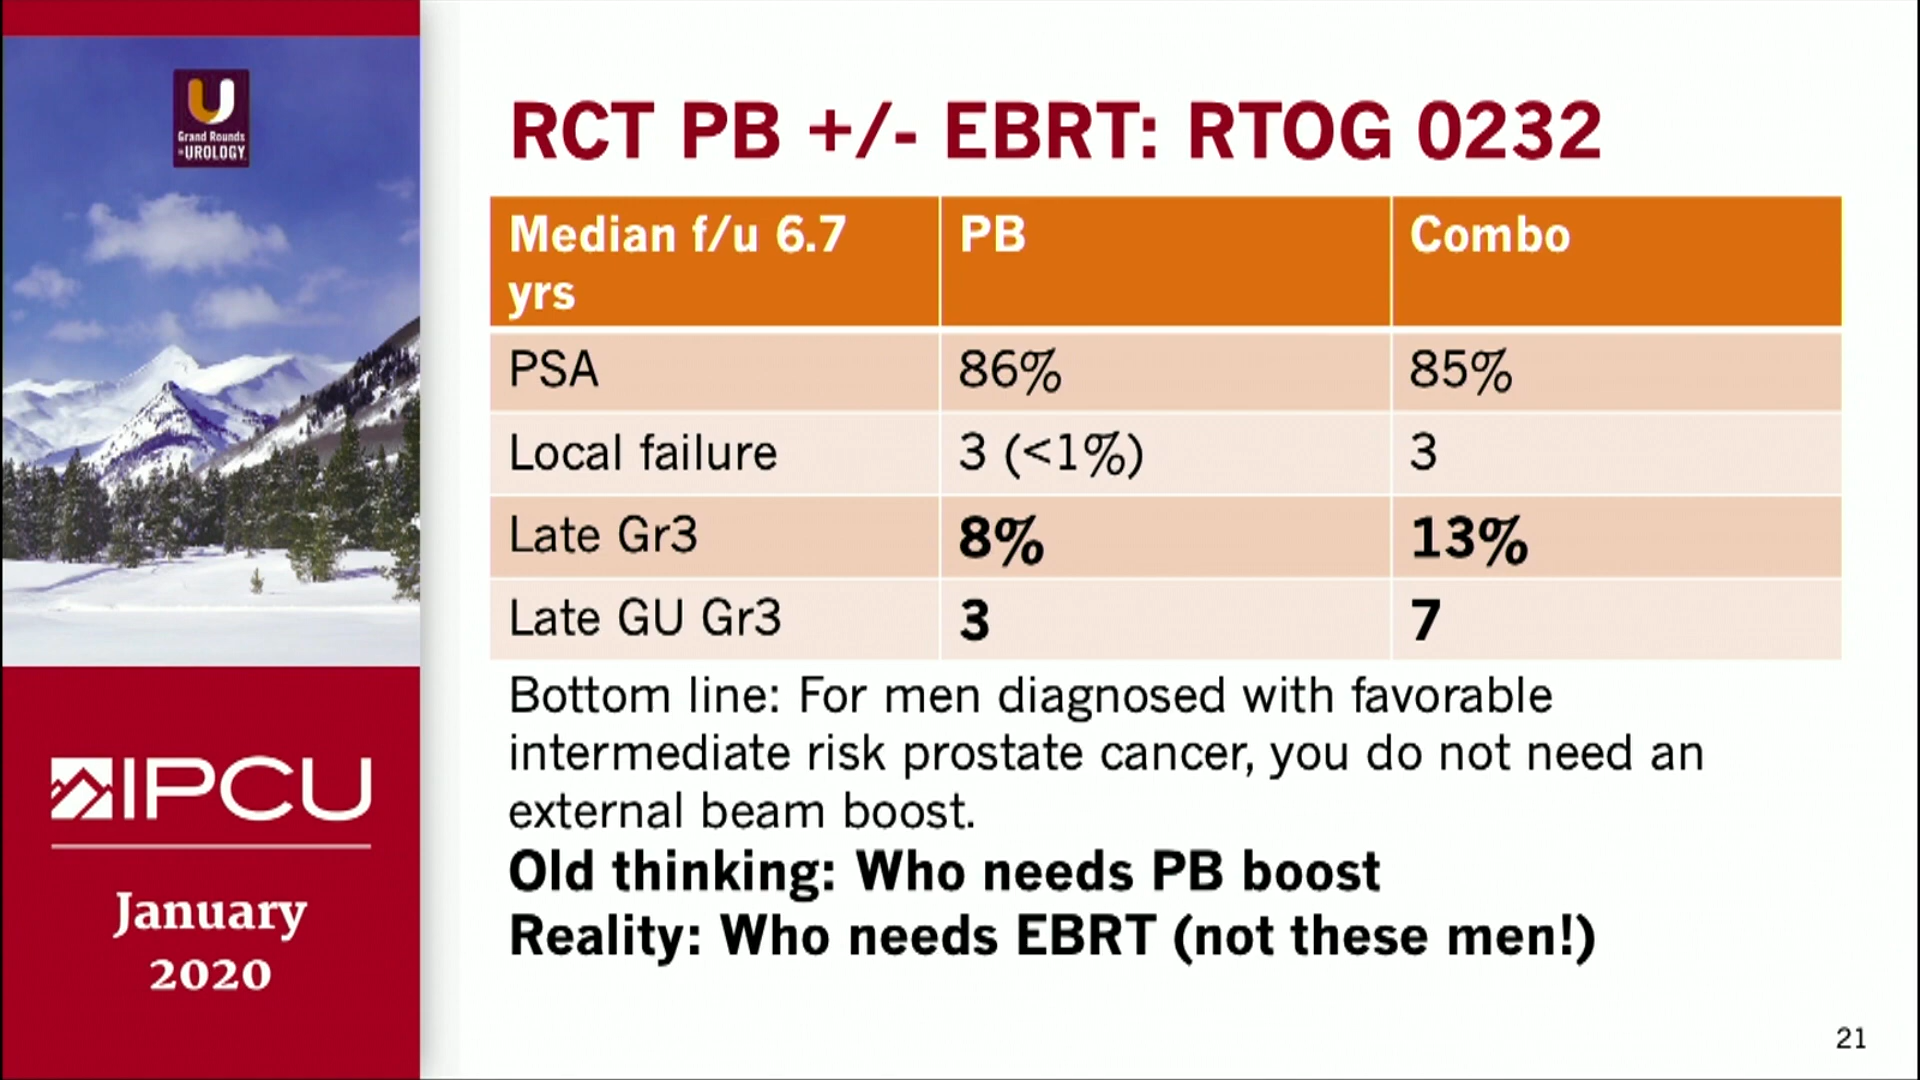 Grand Rounds
in UROLOGY
IPCU
January
2020
RCT PB +/- EBRT: RTOG 0232
Median f/u 6.7 yrs PB Combo
PSA 86% 85%
Local failure 3 (<1%) 3
Late Gr3 8% 13%
Late GU Gr3 3 7
Bottom line: For men diagnosed with favorable
intermediate risk prostate cancer, you do not need an
external beam boost.
Old thinking: Who needs PB boost
Reality: Who needs EBRT (not these men!)
21